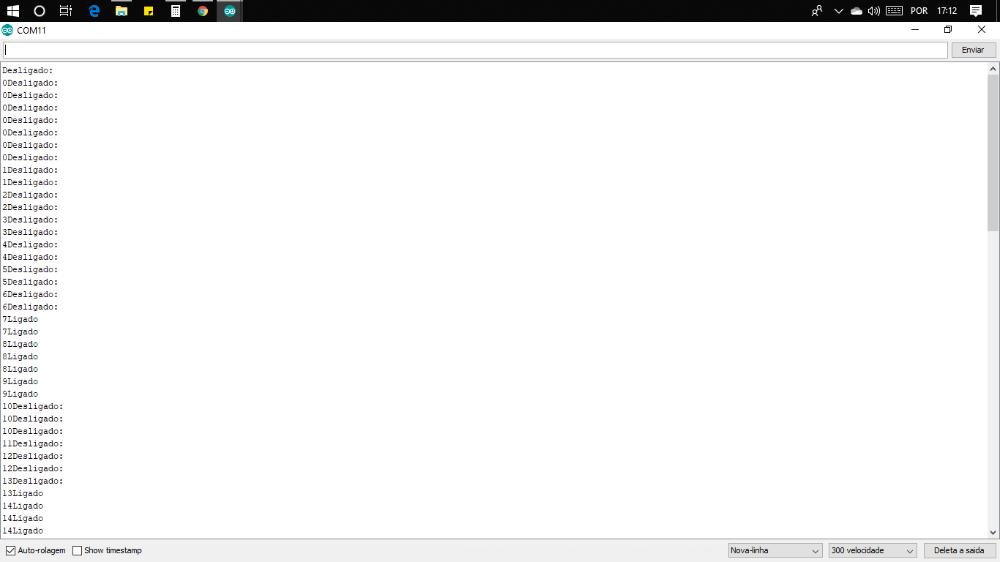 POR 17:12
COM11
Enviar
Desligado:
0Desligado:
0Desligado:
0Desligado:
0Desligado:
0Desligado:
0Desligado:
0Desligado:
1Desligado:
1Desligado:
2Desligado:
2Desligado:
3Desligado:
3Desligado:
4Desligado:
4Desligado:
5Desligado:
5Desligado:
6Desligado:
6Desligado:
7Ligado
7Ligado
8Ligado
8Ligado
8Ligado
9Ligado
9Ligado
10Desligado:
10Desligado:
10Desligado:
11Desligado:
12Desligado:
12Desligado:
13Desligado:
13Ligado
14Ligado
14Ligado
14Ligado
Auto-rolagem Show timestamp Nova-linha 300 velocidade Deleta a saida